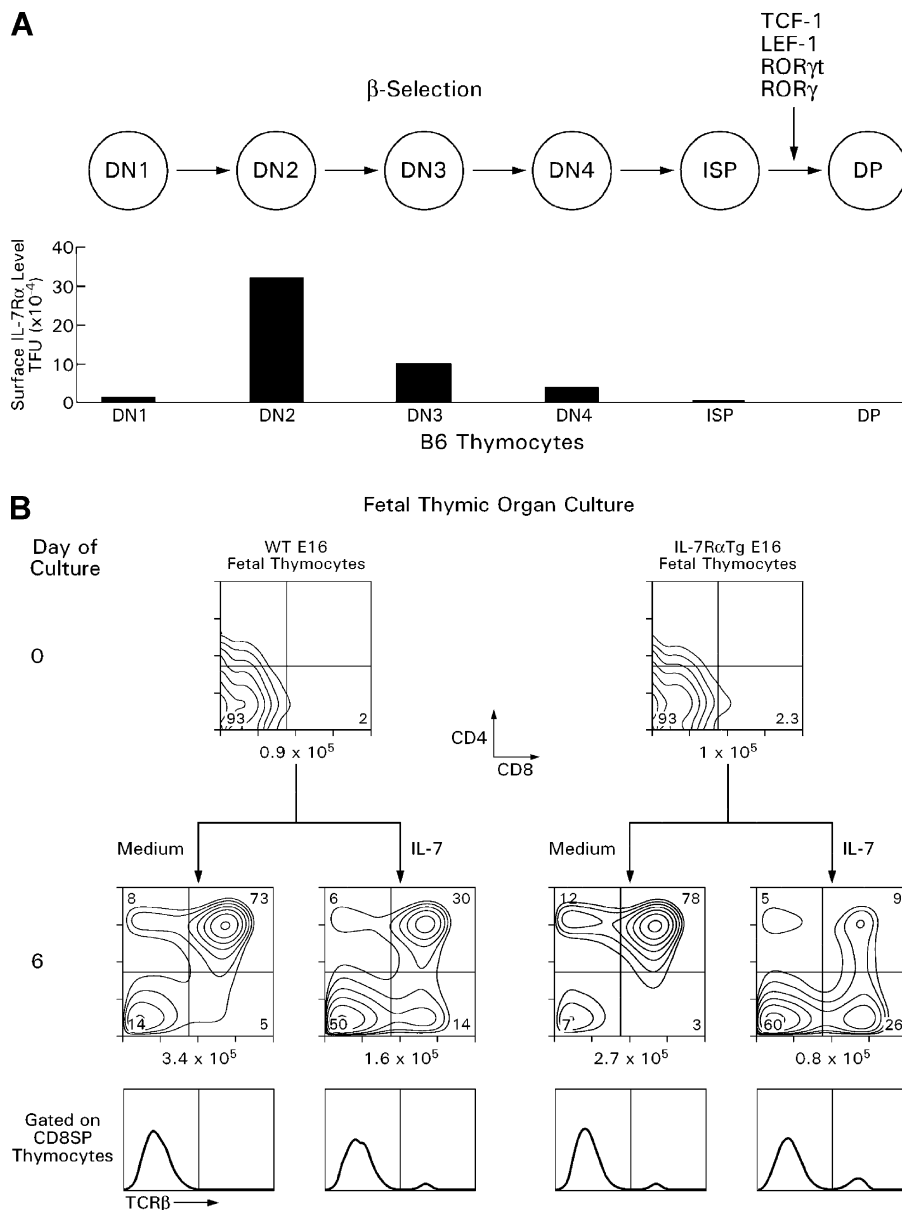 A
TCF-1
LEF-1
RORγt
RORγ
β-Selection
DN1 DN2 DN3 DN4 ISP DP
Surface IL-7Rα Level
TFU (x10⁻⁴)
40
30
20
10
0
DN1 DN2 DN3 DN4 ISP DP
B6 Thymocytes
B
Fetal Thymic Organ Culture
Day of
Culture
WT E16
Fetal Thymocytes
IL-7RαTg E16
Fetal Thymocytes
0
93 2
93 2.3
0.9 x 10⁵
1 x 10⁵
CD4
CD8
Medium
IL-7
Medium
IL-7
6
8 73
14 5
6 30
50 14
12 78
7 3
5 9
60 26
3.4 x 10⁵
1.6 x 10⁵
2.7 x 10⁵
0.8 x 10⁵
Gated on
CD8SP
Thymocytes
TCRβ